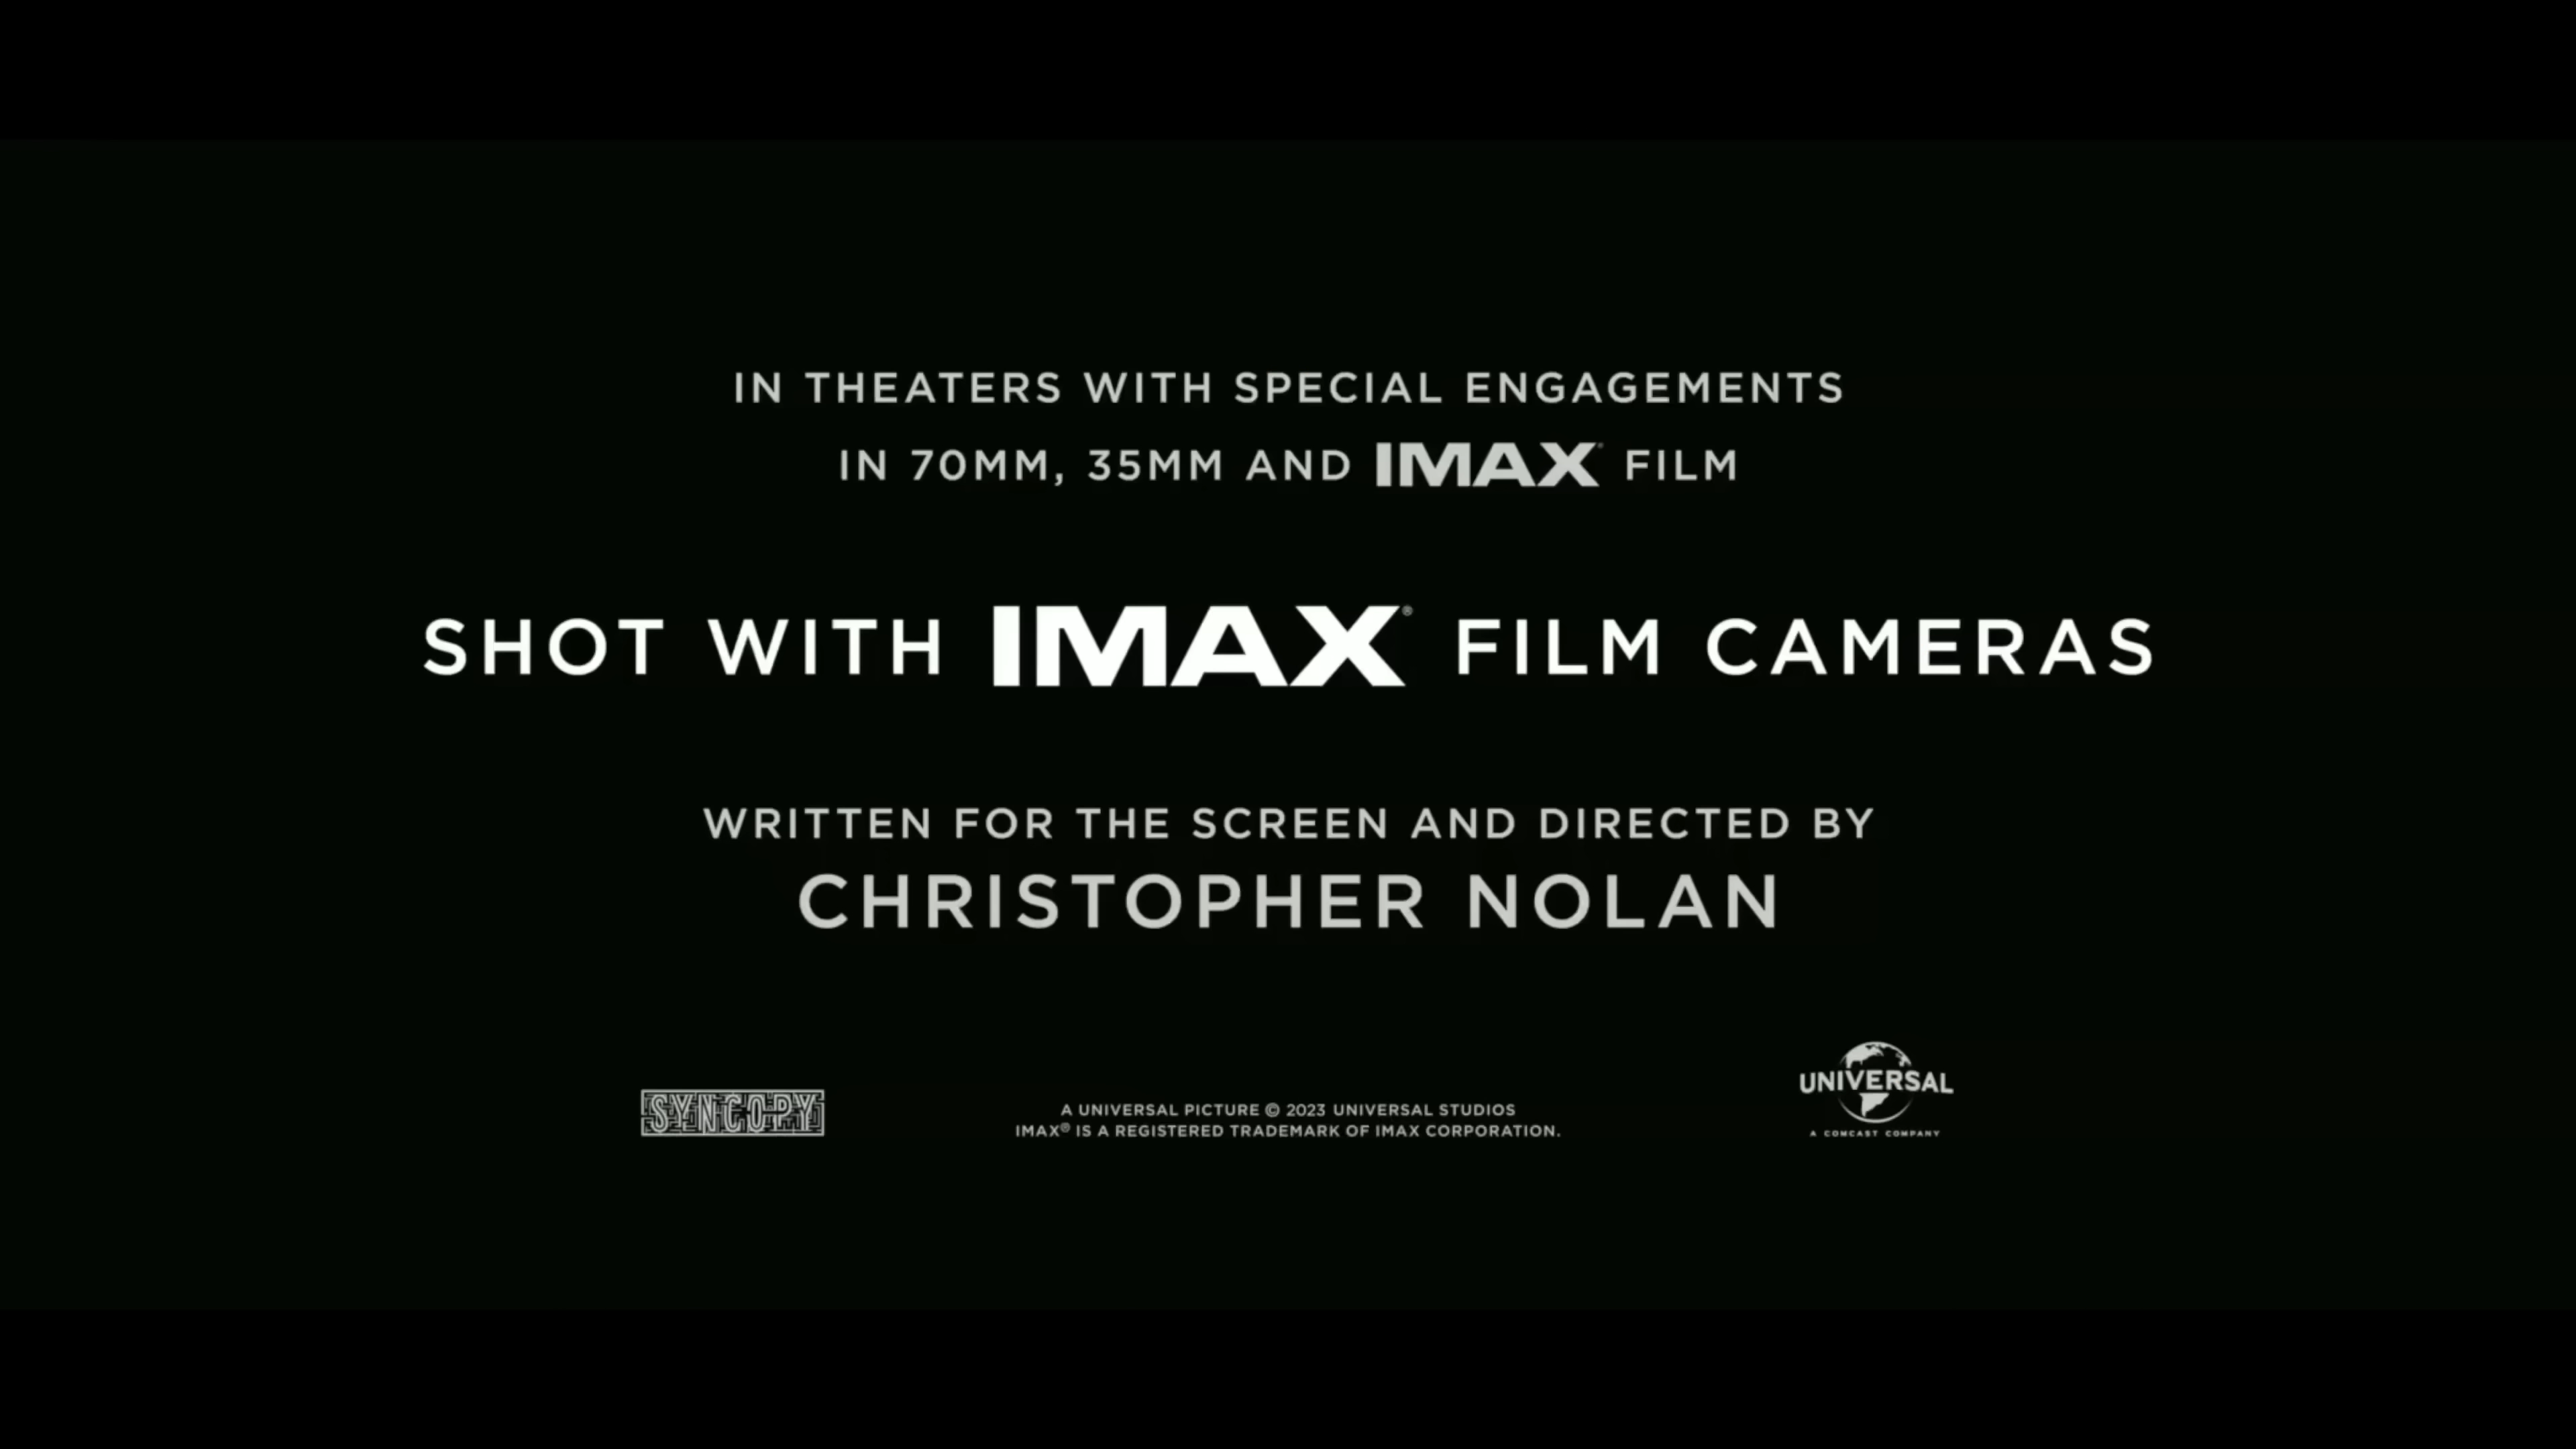 IN THEATERS WITH SPECIAL ENGAGEMENTS
IN 70MM, 35MM AND IMAX® FILM
SHOT WITH IMAX® FILM CAMERAS
WRITTEN FOR THE SCREEN AND DIRECTED BY
CHRISTOPHER NOLAN
SYNCOPY
A UNIVERSAL PICTURE © 2023 UNIVERSAL STUDIOS
IMAX® IS A REGISTERED TRADEMARK OF IMAX CORPORATION.
UNIVERSAL
A COMCAST COMPANY